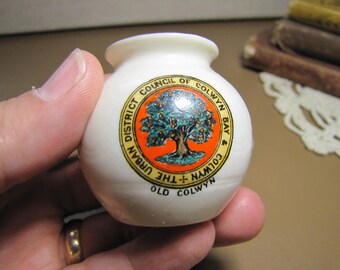 THE URBAN DISTRICT COUNCIL OF COLWYN BAY & COLWYN
OLD COLWYN